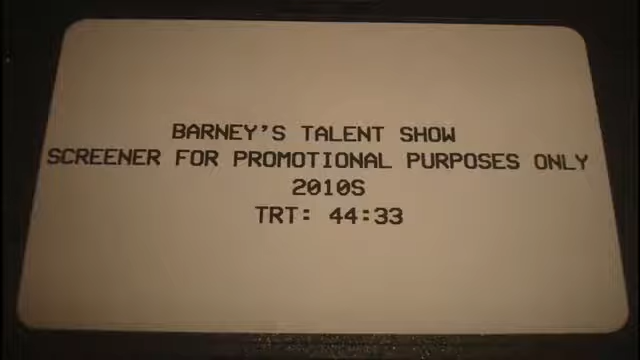 BARNEY'S TALENT SHOW
SCREENER FOR PROMOTIONAL PURPOSES ONLY
2010S
TRT: 44:33